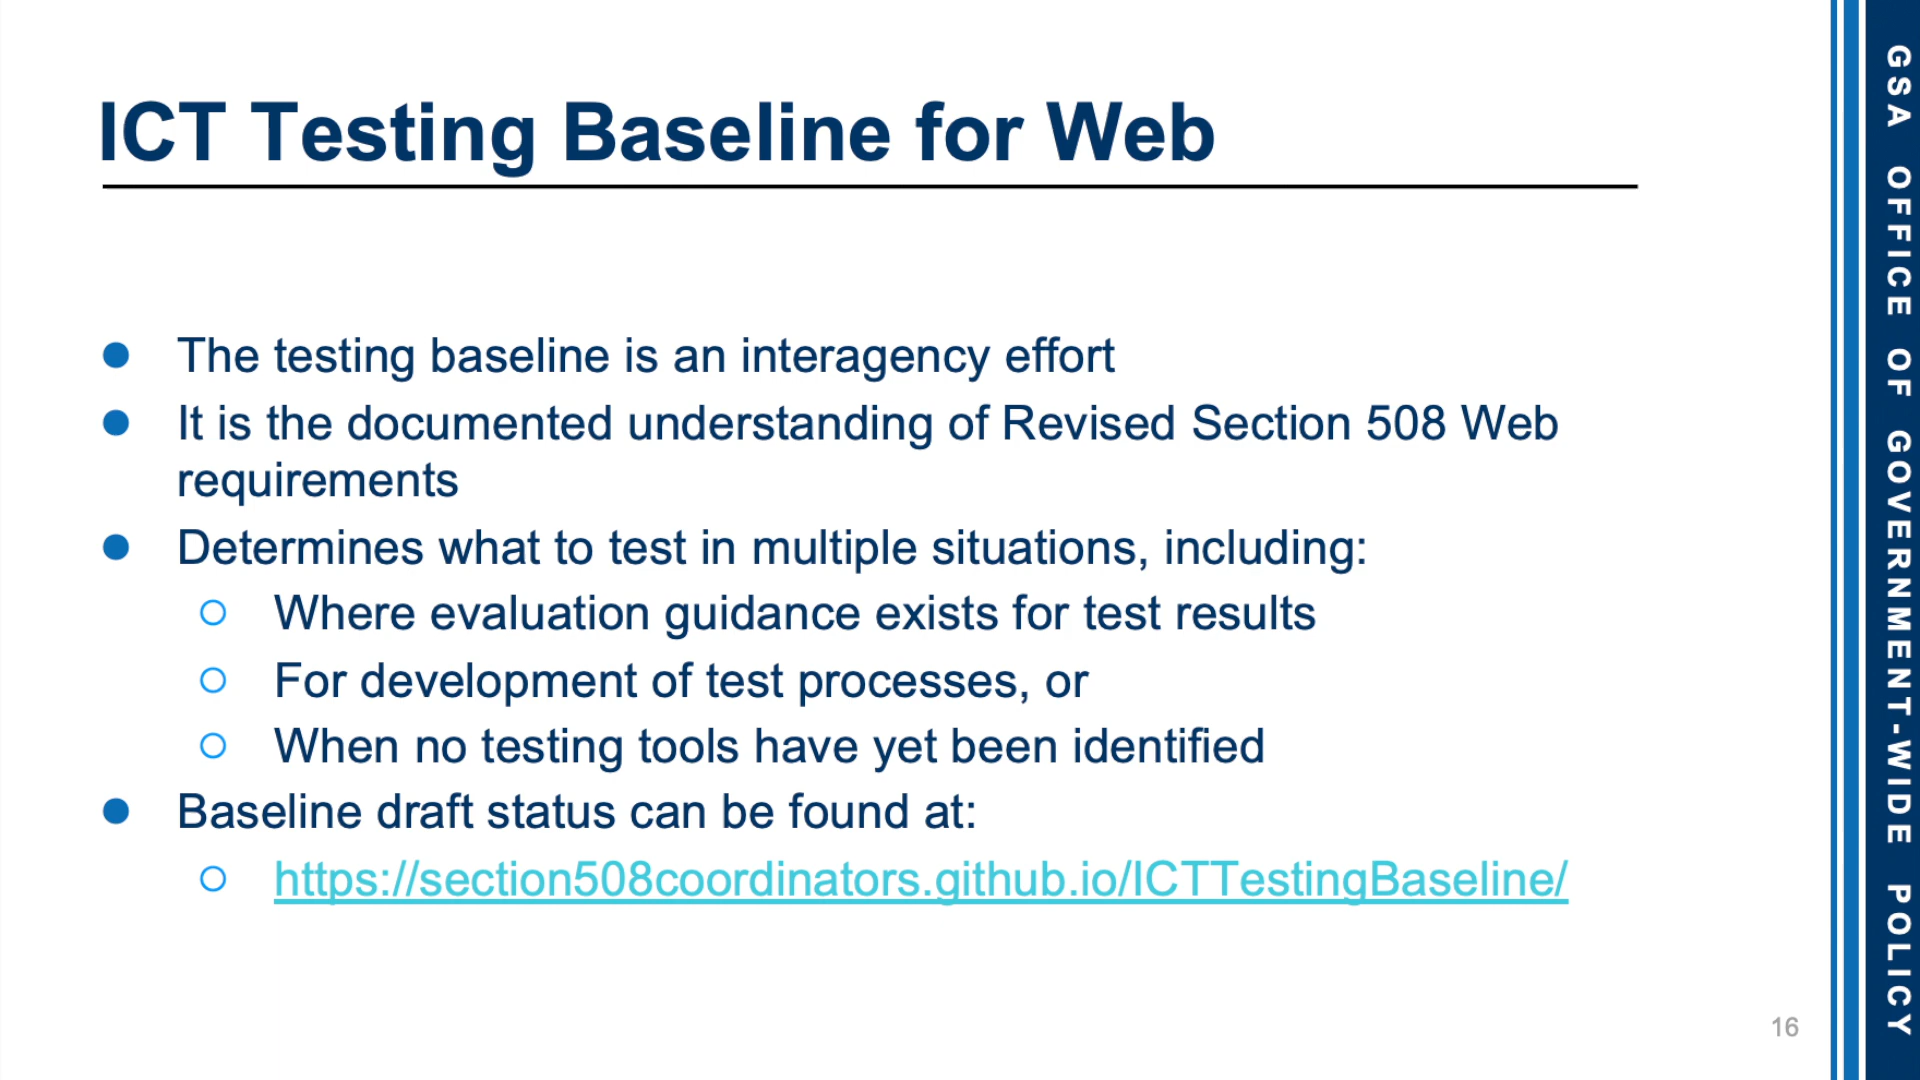 ICT Testing Baseline for Web
● The testing baseline is an interagency effort
● It is the documented understanding of Revised Section 508 Web
requirements
● Determines what to test in multiple situations, including:
○ Where evaluation guidance exists for test results
○ For development of test processes, or
○ When no testing tools have yet been identified
● Baseline draft status can be found at:
○ https://section508coordinators.github.io/ICTTestingBaseline/
16
GSA OFFICE OF GOVERNMENT-WIDE POLICY